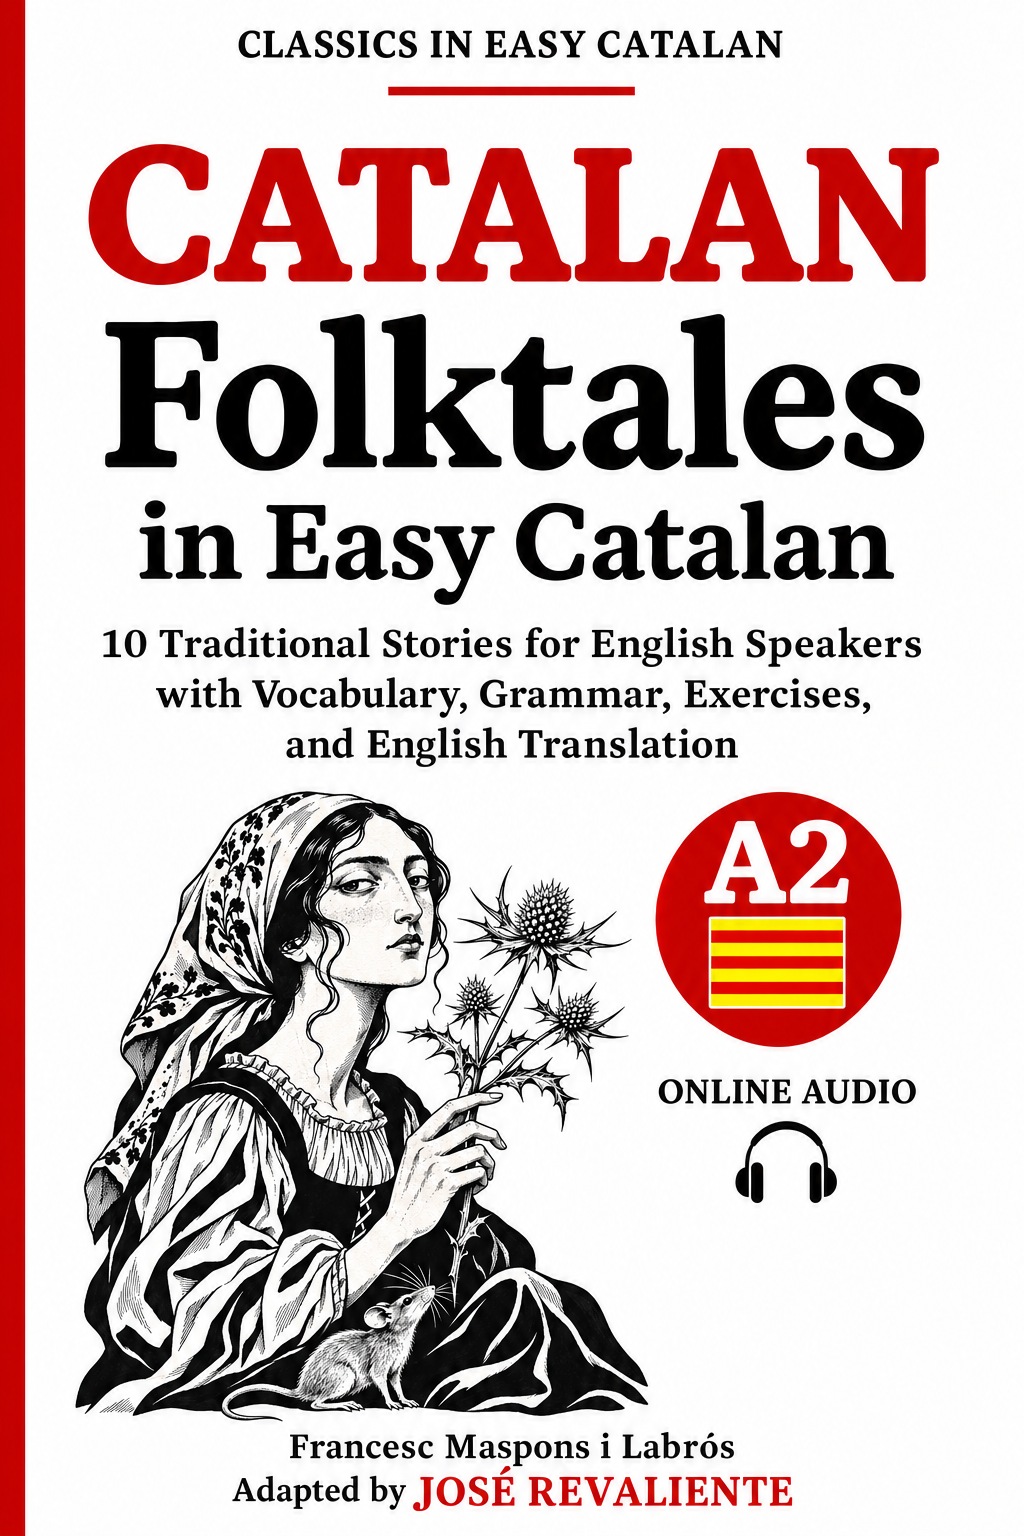 CLASSICS IN EASY CATALAN
CATALAN
Folktales
in Easy Catalan
10 Traditional Stories for English Speakers
with Vocabulary, Grammar, Exercises,
and English Translation
A2
ONLINE AUDIO
Francesc Maspons i Labrós
Adapted by JOSÉ REVALIENTE